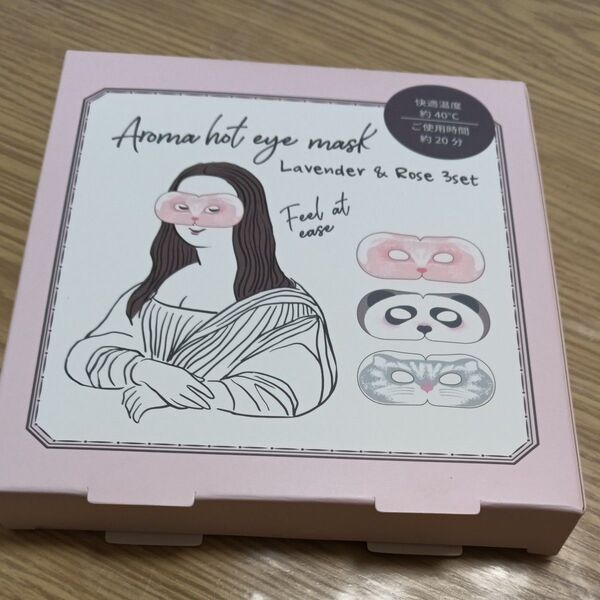 快適温度
約40℃
ご使用時間
約20分
Aroma hot eye mask
Lavender & Rose 3set
Feel at
ease